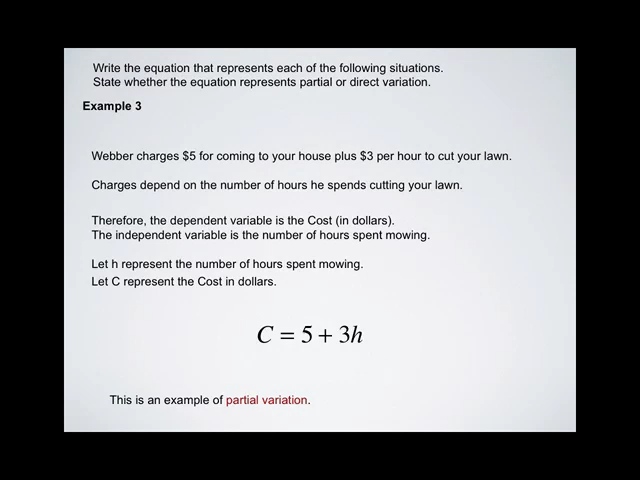 Write the equation that represents each of the following situations.
State whether the equation represents partial or direct variation.
Example 3
Webber charges $5 for coming to your house plus $3 per hour to cut your lawn.
Charges depend on the number of hours he spends cutting your lawn.
Therefore, the dependent variable is the Cost (in dollars).
The independent variable is the number of hours spent mowing.
Let h represent the number of hours spent mowing.
Let C represent the Cost in dollars.
C = 5 + 3h
This is an example of partial variation.